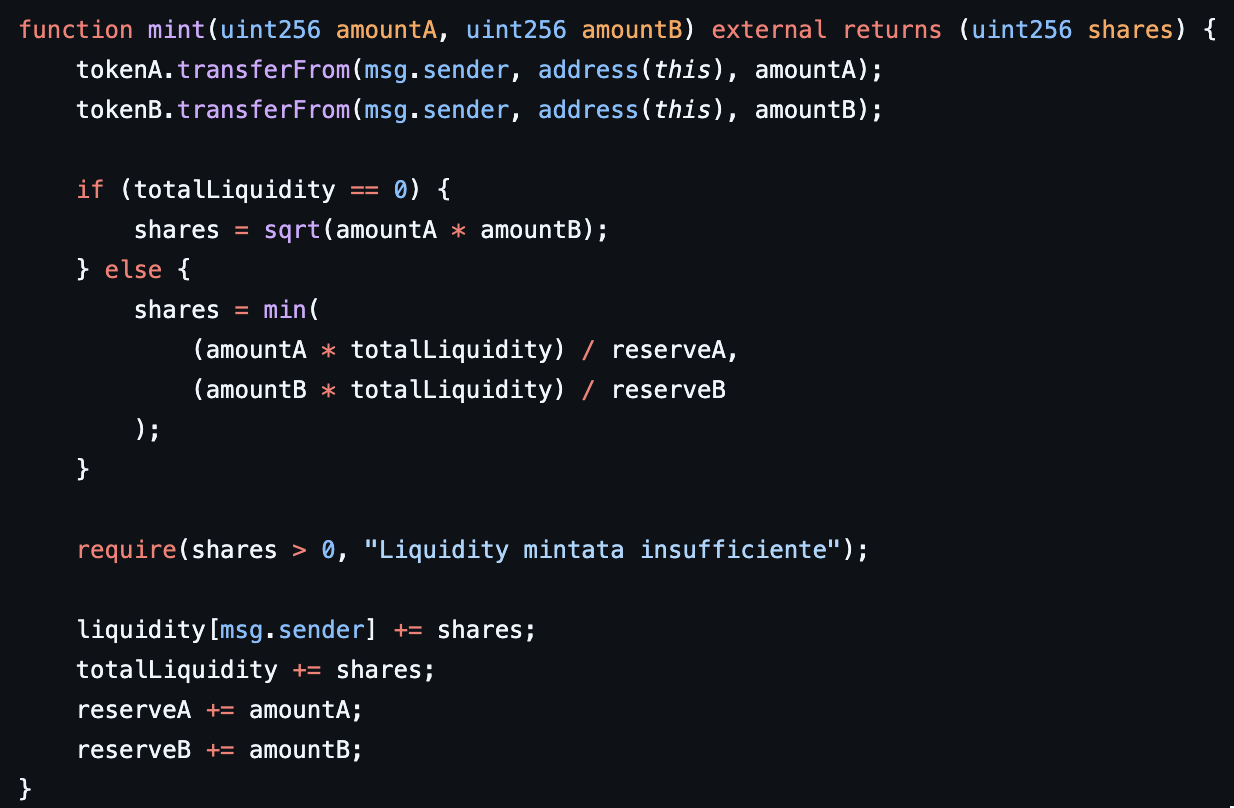 function mint(uint256 amountA, uint256 amountB) external returns (uint256 shares) {
    tokenA.transferFrom(msg.sender, address(this), amountA);
    tokenB.transferFrom(msg.sender, address(this), amountB);

    if (totalLiquidity == 0) {
        shares = sqrt(amountA * amountB);
    } else {
        shares = min(
            (amountA * totalLiquidity) / reserveA,
            (amountB * totalLiquidity) / reserveB
        );
    }

    require(shares > 0, "Liquidity mintata insufficiente");

    liquidity[msg.sender] += shares;
    totalLiquidity += shares;
    reserveA += amountA;
    reserveB += amountB;
}